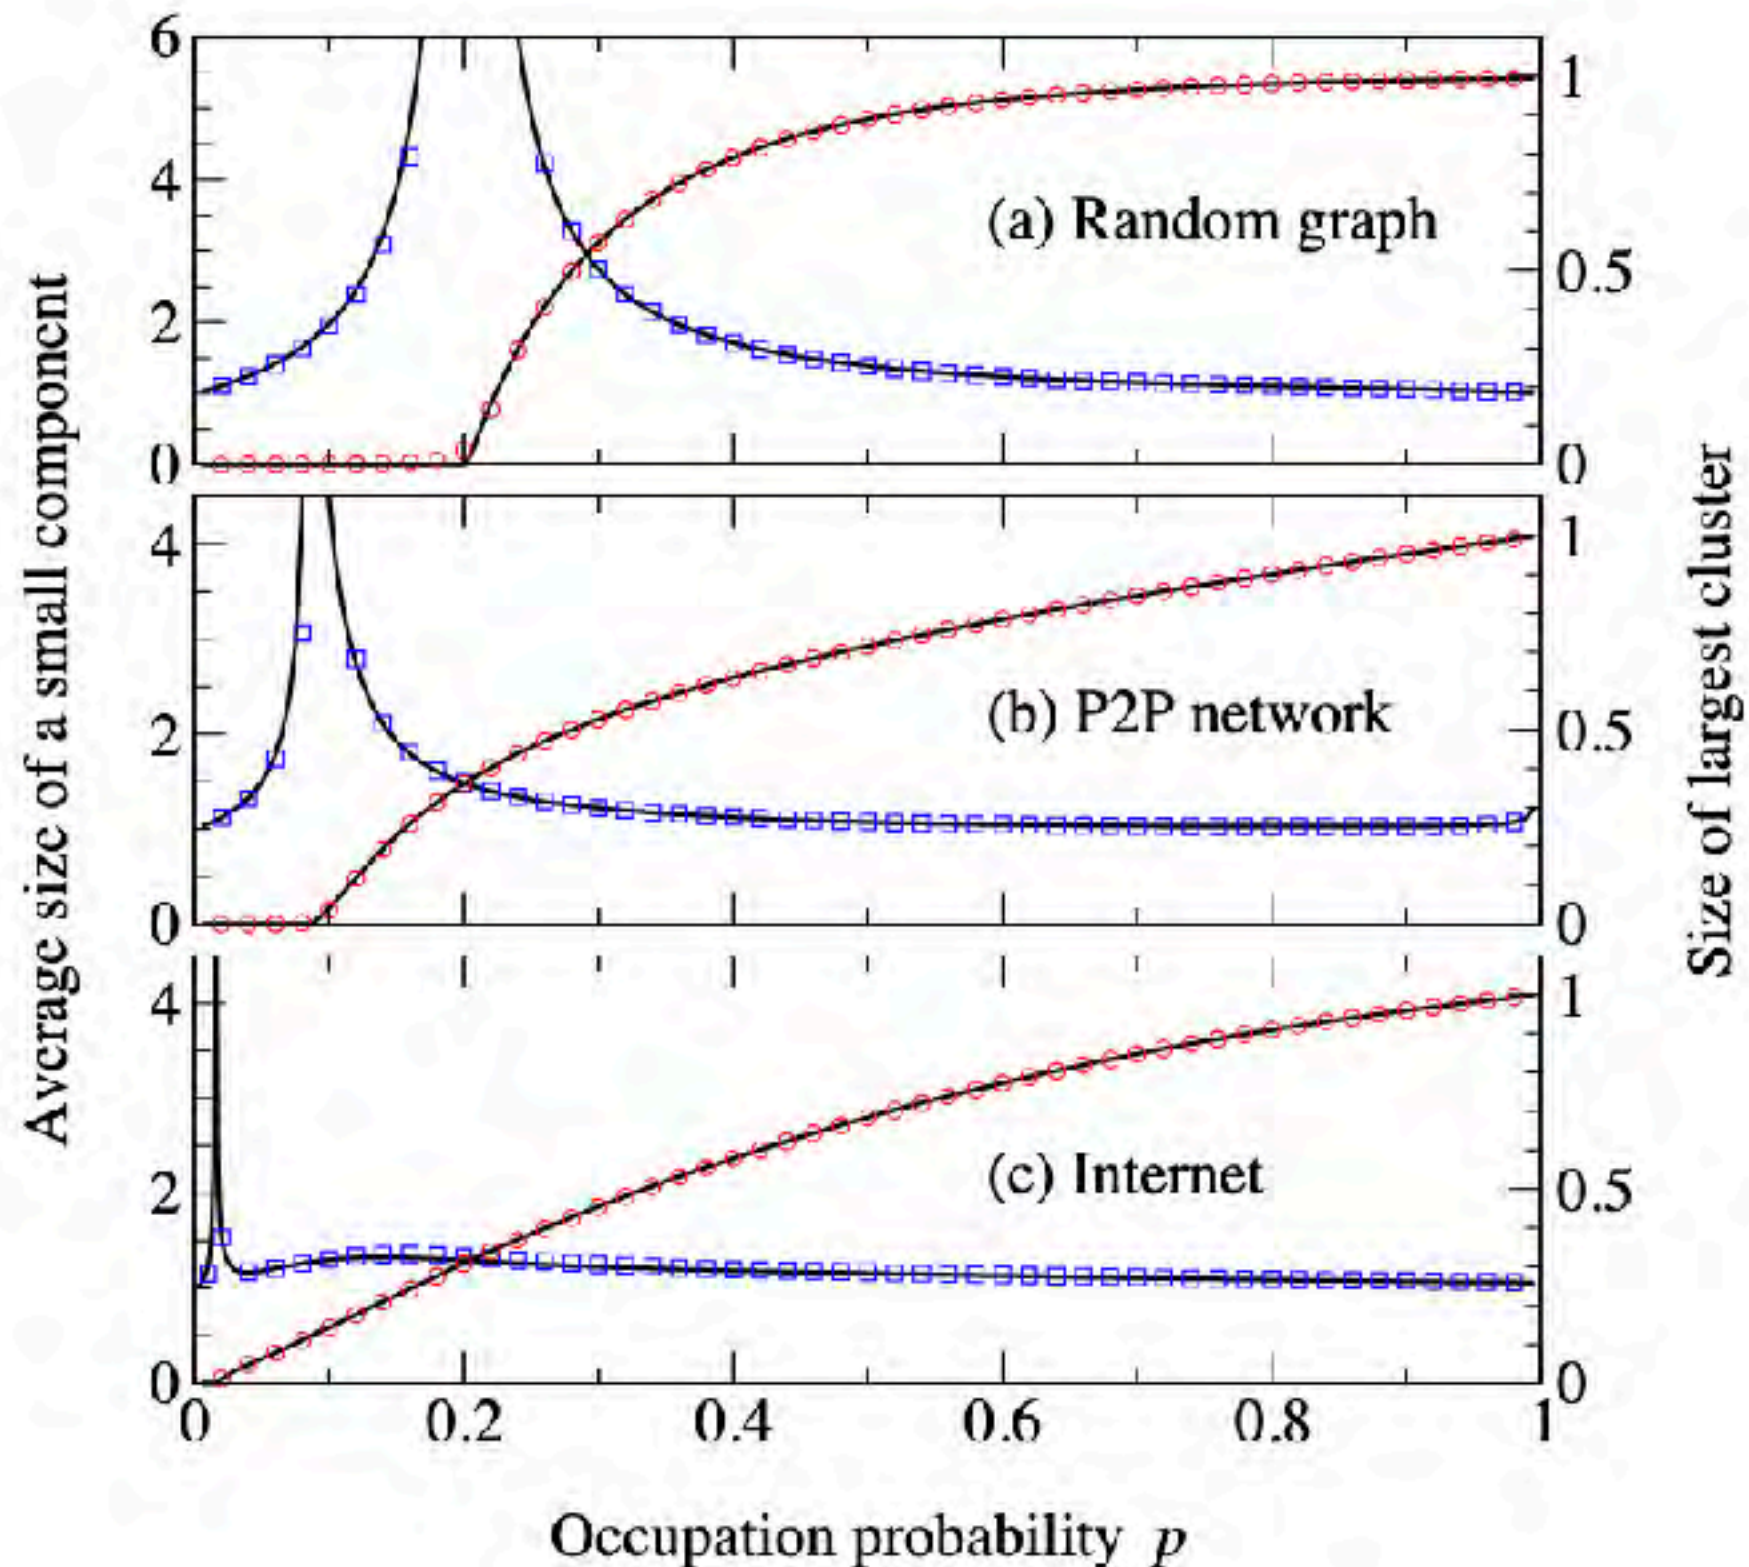 6
4
2
0
1
0.5
0
(a) Random graph
4
2
0
1
0.5
0
(b) P2P network
4
2
0
1
0.5
0
(c) Internet
0 0.2 0.4 0.6 0.8 1
Average size of a small component
Size of largest cluster
Occupation probability p